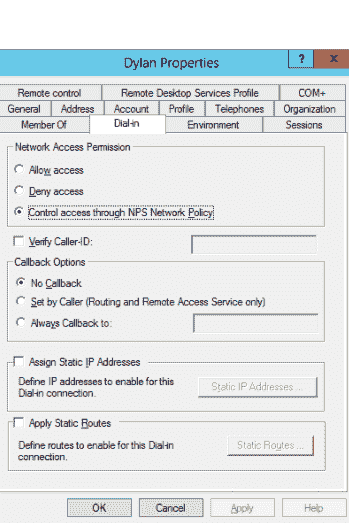 Dylan Properties
? x
Remote control Remote Desktop Services Profile COM+
General Address Account Profile Telephones Organization
Member Of Dial-in Environment Sessions
Network Access Permission
Allow access
Deny access
Control access through NPS Network Policy
Verify Caller-ID:
Callback Options
No Callback
Set by Caller (Routing and Remote Access Service only)
Always Callback to:
Assign Static IP Addresses
Define IP addresses to enable for this
Dial-in connection.
Static IP Addresses ...
Apply Static Routes
Define routes to enable for this Dial-in
connection.
Static Routes ...
OK Cancel Apply Help